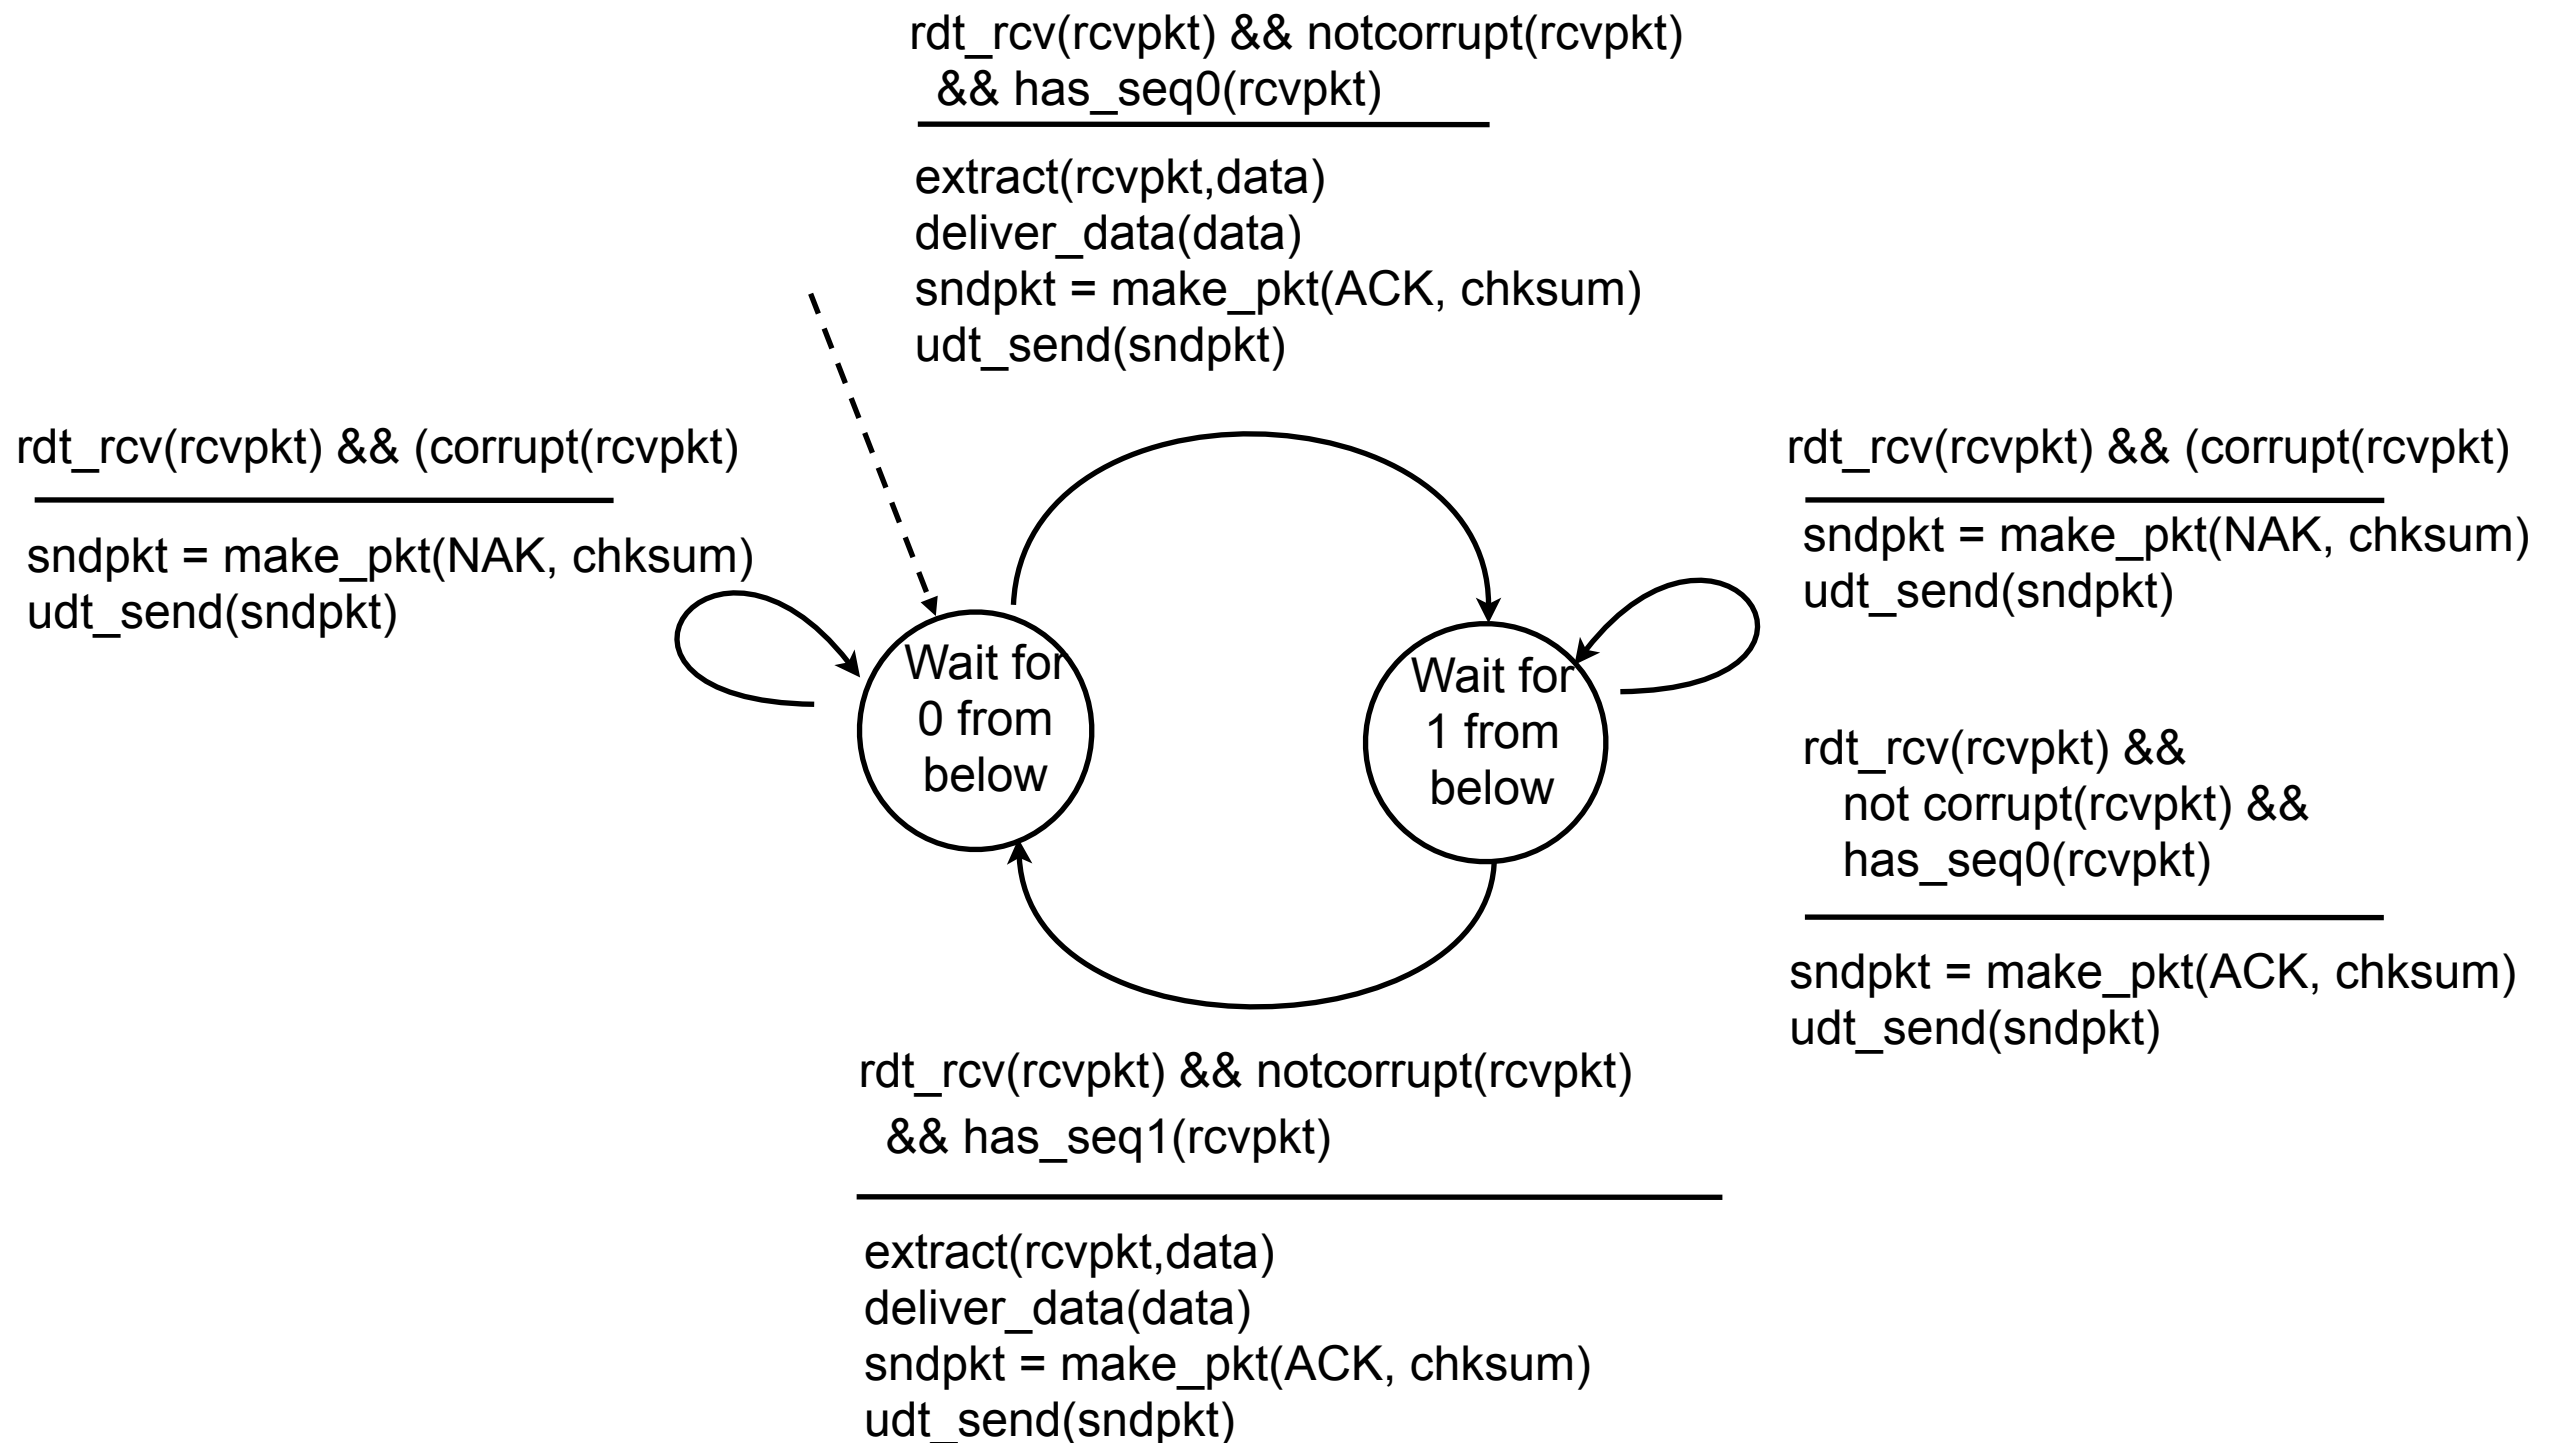 rdt_rcv(rcvpkt) && notcorrupt(rcvpkt)
&& has_seq0(rcvpkt)
extract(rcvpkt,data)
deliver_data(data)
sndpkt = make_pkt(ACK, chksum)
udt_send(sndpkt)
rdt_rcv(rcvpkt) && (corrupt(rcvpkt)
sndpkt = make_pkt(NAK, chksum)
udt_send(sndpkt)
rdt_rcv(rcvpkt) && (corrupt(rcvpkt)
sndpkt = make_pkt(NAK, chksum)
udt_send(sndpkt)
Wait for
0 from
below
Wait for
1 from
below
rdt_rcv(rcvpkt) &&
not corrupt(rcvpkt) &&
has_seq0(rcvpkt)
sndpkt = make_pkt(ACK, chksum)
udt_send(sndpkt)
rdt_rcv(rcvpkt) && notcorrupt(rcvpkt)
&& has_seq1(rcvpkt)
extract(rcvpkt,data)
deliver_data(data)
sndpkt = make_pkt(ACK, chksum)
udt_send(sndpkt)